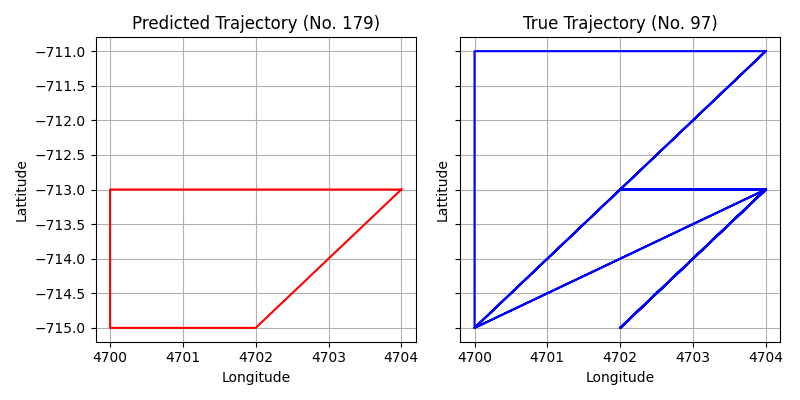 Predicted Trajectory (No. 179)
True Trajectory (No. 97)
Lattitude
−711.0
−711.5
−712.0
−712.5
−713.0
−713.5
−714.0
−714.5
−715.0
4700 4701 4702 4703 4704
Longitude
Lattitude
4700 4701 4702 4703 4704
Longitude